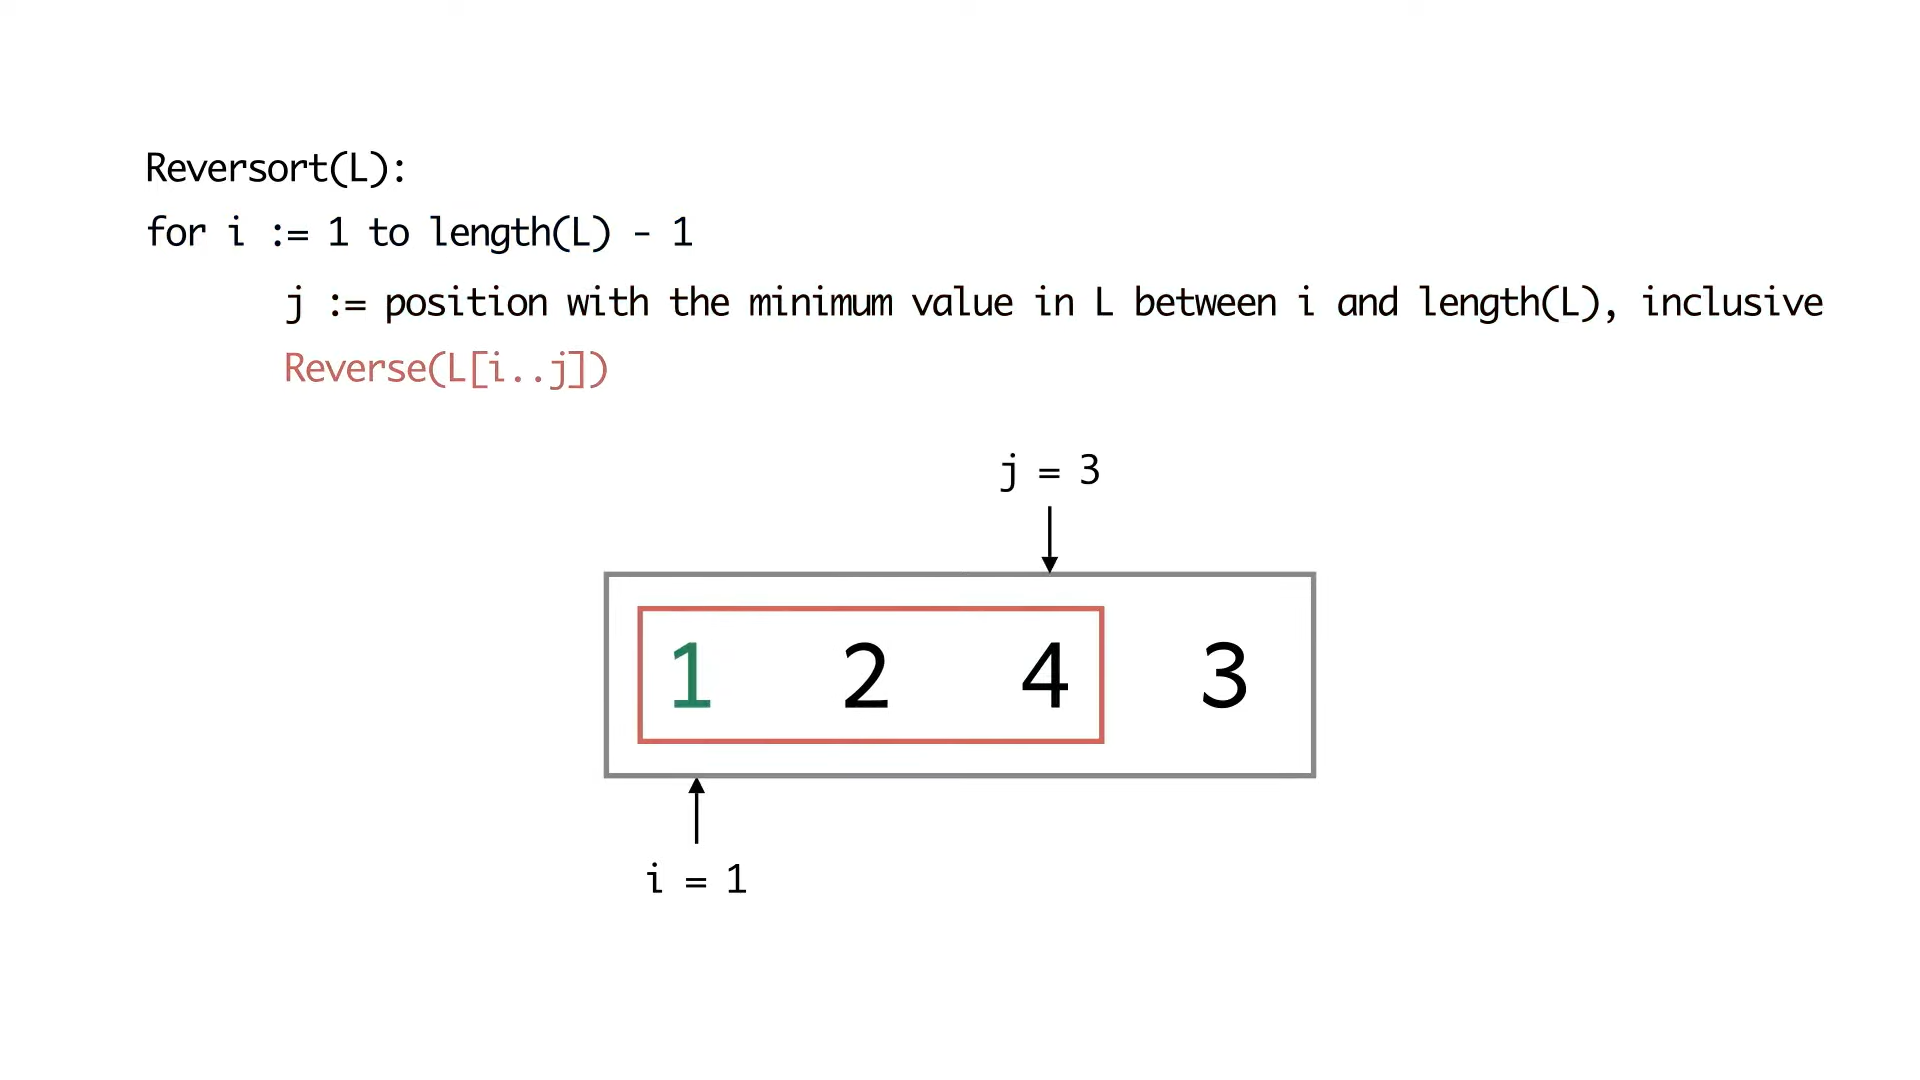 Reversort(L):
for i := 1 to length(L) - 1
j := position with the minimum value in L between i and length(L), inclusive
Reverse(L[i..j])
j = 3
1 2 4 3
i = 1